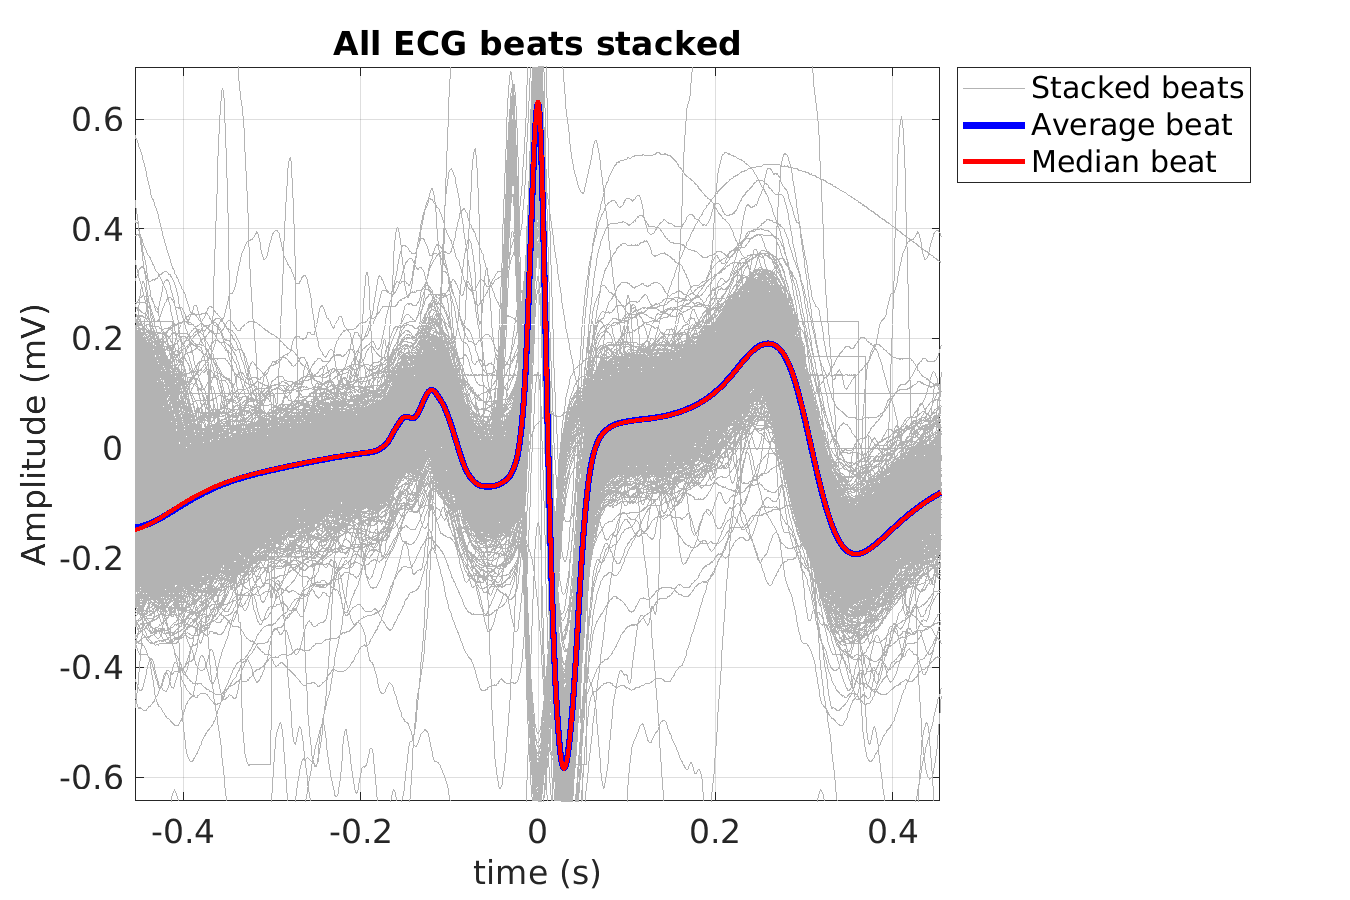 All ECG beats stacked
Stacked beats
Average beat
Median beat
Amplitude (mV)
0.6
0.4
0.2
0
-0.2
-0.4
-0.6
-0.4 -0.2 0 0.2 0.4
time (s)